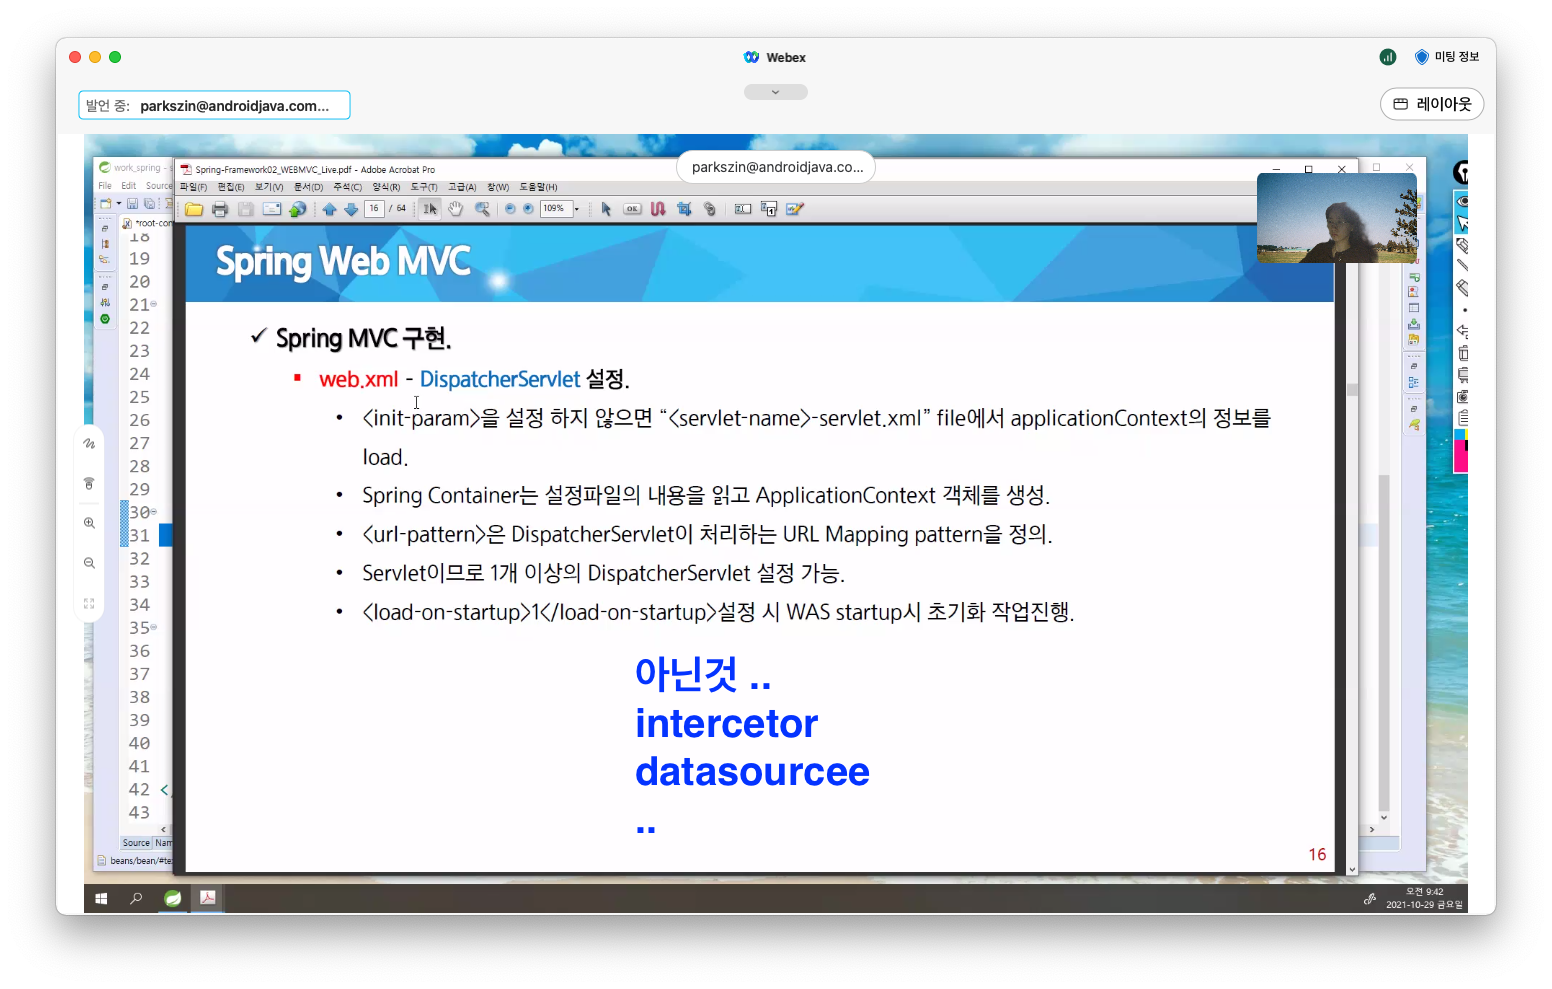 Webex
미팅 정보
발언 중: parkszin@androidjava.com...
레이아웃
work_spring - s
Spring-Framework02_WEBMVC_Live.pdf - Adobe Acrobat Pro
parkszin@androidjava.co...
File Edit Source
파일(F) 편집(E) 보기(V) 문서(D) 주석(C) 양식(R) 도구(T) 고급(A) 창(W) 도움말(H)
16 / 64 109%
*root-con
Spring Web MVC
Spring MVC 구현.
web.xml - DispatcherServlet 설정.
<init-param>을 설정 하지 않으면 “<servlet-name>-servlet.xml” file에서 applicationContext의 정보를
load.
Spring Container는 설정파일의 내용을 읽고 ApplicationContext 객체를 생성.
<url-pattern>은 DispatcherServlet이 처리하는 URL Mapping pattern을 정의.
Servlet이므로 1개 이상의 DispatcherServlet 설정 가능.
<load-on-startup>1</load-on-startup>설정 시 WAS startup시 초기화 작업진행.
아닌것 ..
intercetor
datasourcee
..
16
18
19
20
21
22
23
24
25
26
27
28
29
30
31
32
33
34
35
36
37
38
39
40
41
42 </
43
Source Nam
beans/bean/#te
오전 9:42
2021-10-29 금요일